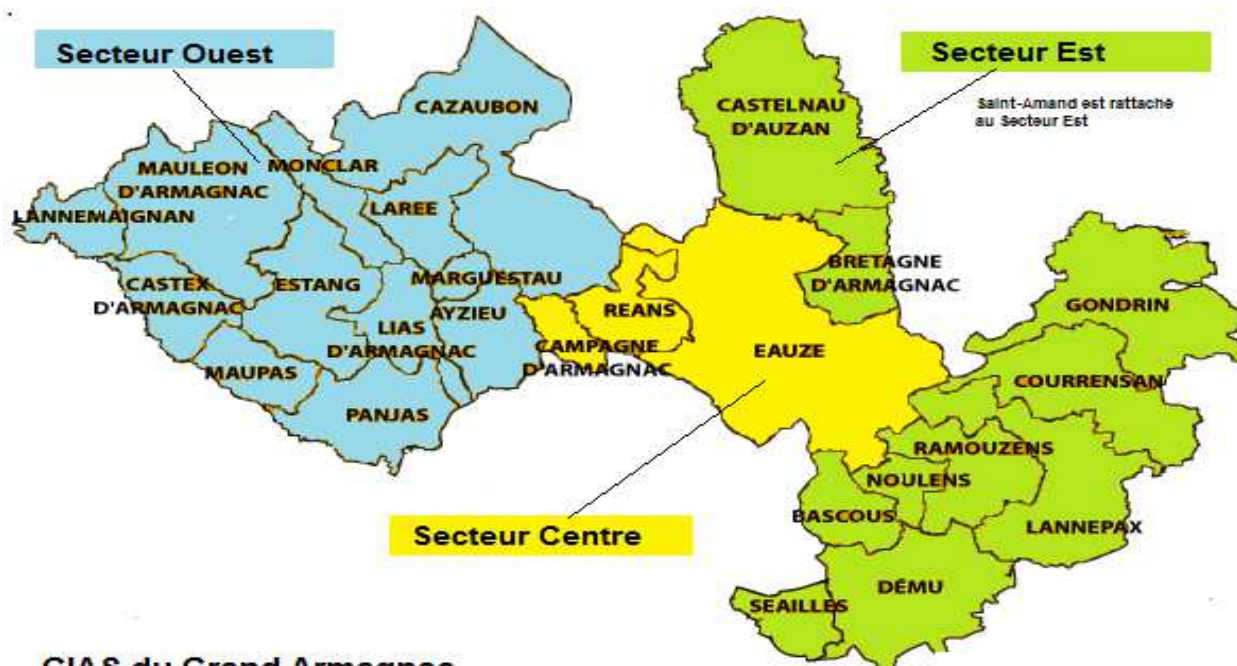 Secteur Ouest
Secteur Est
Saint-Amand est rattaché
au Secteur Est
CAZAUBON
CASTELNAU
D'AUZAN
MAULEON
D'ARMAGNAC
MONCLAR
LANNEMAIGNAN
LAREE
CASTEX
D'ARMAGNAC
ESTANG
MARGUESTAU
AYZIEU
LIAS
D'ARMAGNAC
MAUPAS
PANJAS
REANS
CAMPAGNE
D'ARMAGNAC
EAUZE
BRETAGNE
D'ARMAGNAC
GONDRIN
COURRENSAN
RAMOUZENS
NOULENS
BASCOUS
LANNEPAX
DÉMU
SEAILLES
Secteur Centre
CIAS du Grand Armagnac